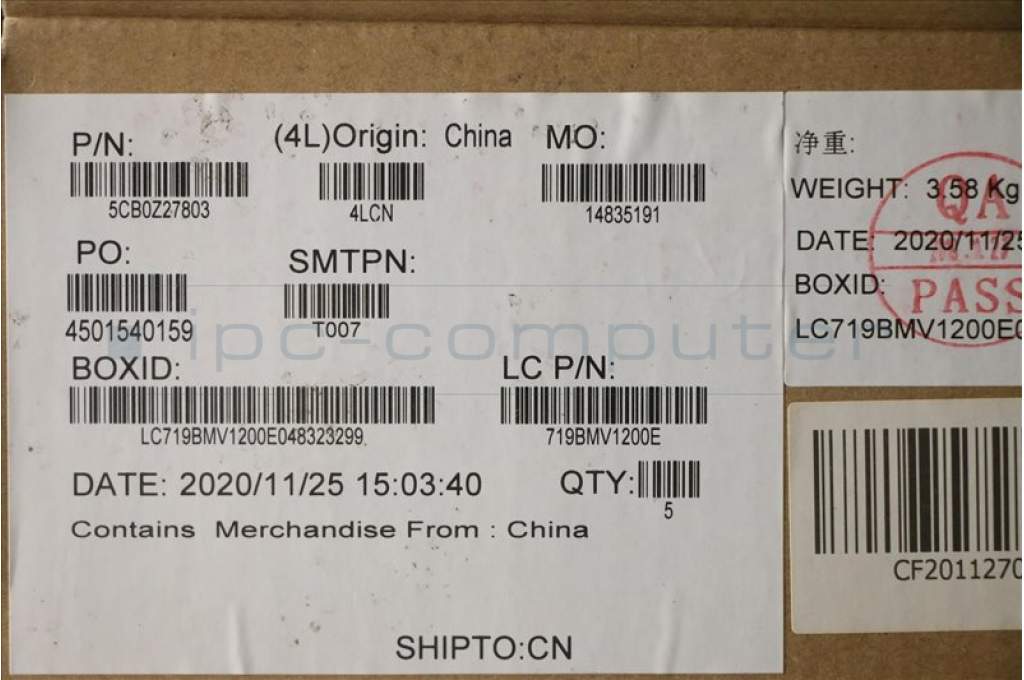 P/N:
5CB0Z27803
(4L)Origin: China
4LCN
MO:
14835191
PO:
4501540159
SMTPN:
T007
BOXID:
LC719BMV1200E048323299
LC P/N:
719BMV1200E
DATE: 2020/11/25 15:03:40
QTY:
5
Contains Merchandise From : China
SHIPTO:CN
净重:
WEIGHT: 3.58 Kg
DATE: 2020/11/25
BOXID:
LC719BMV1200E0
QA
PASS
CF2011270
ipc-computer